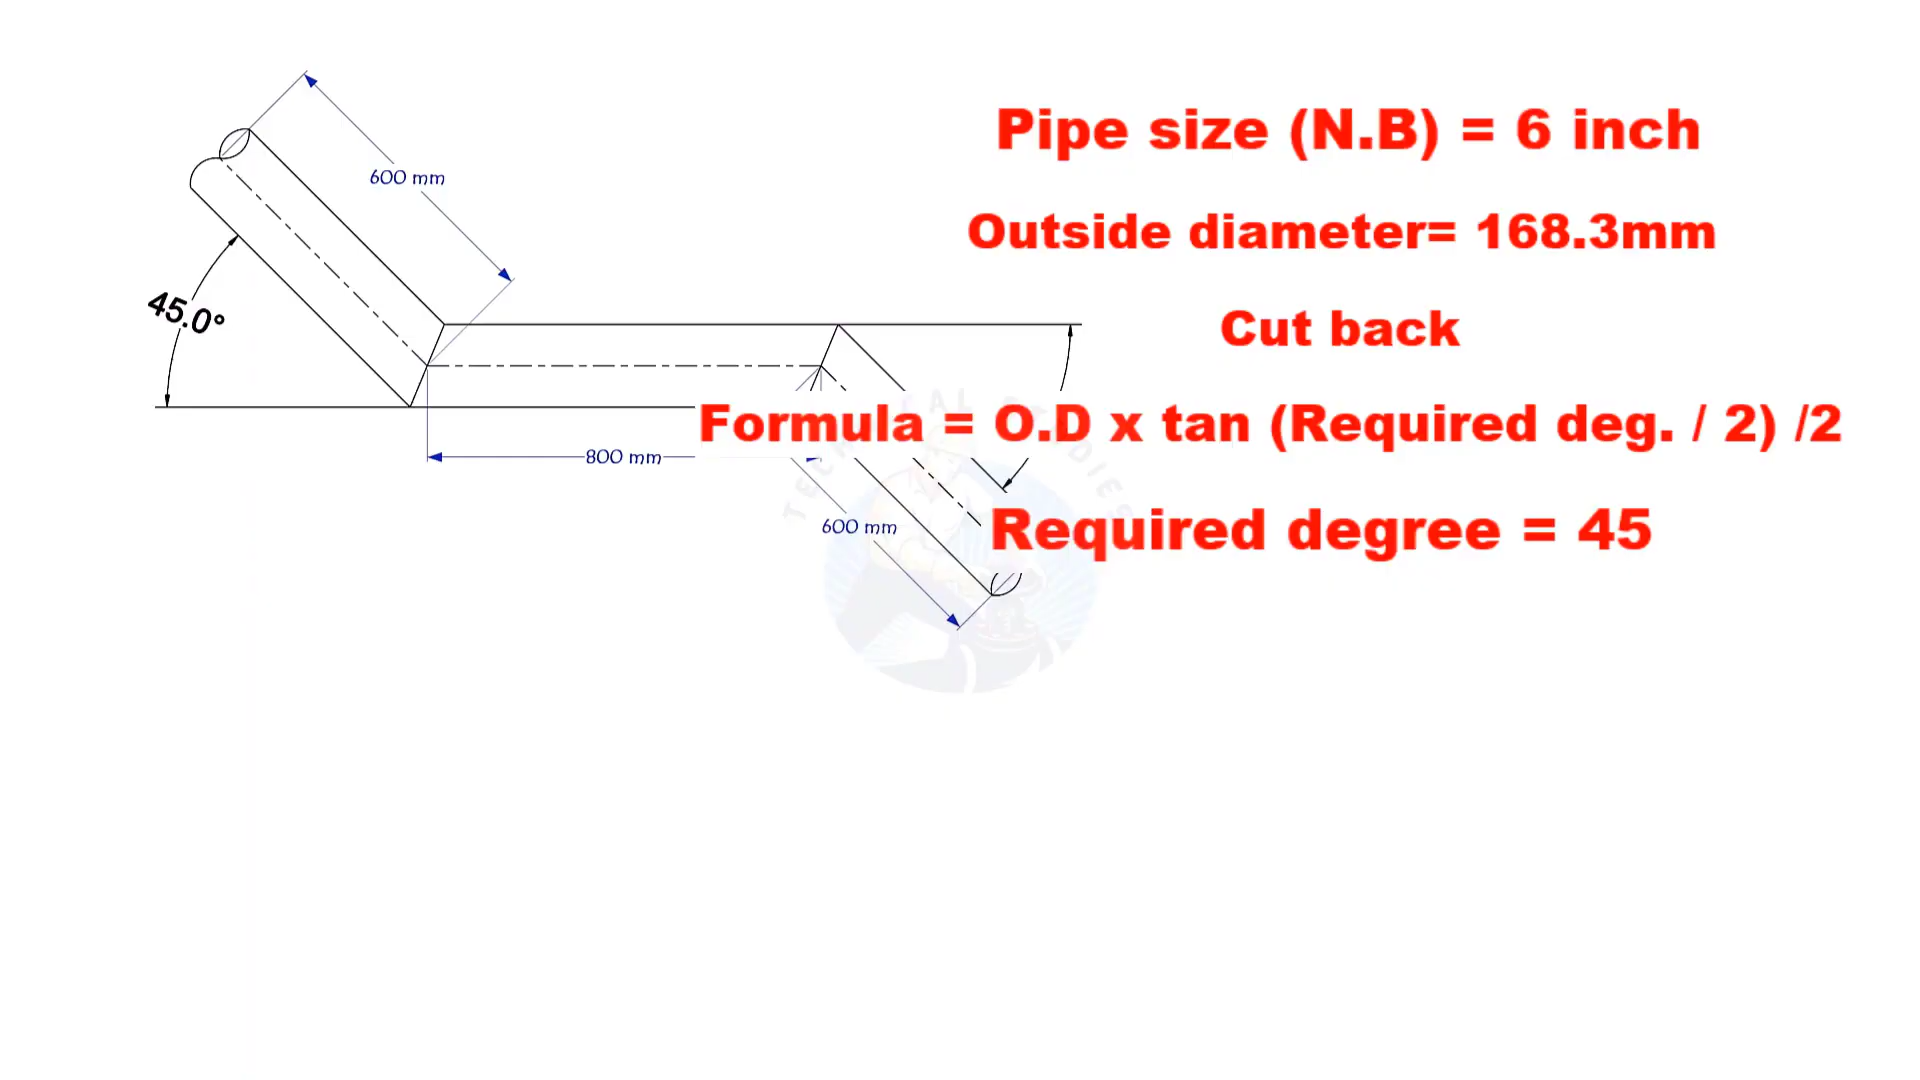 600 mm
Pipe size (N.B) = 6 inch
Outside diameter= 168.3mm
45.0°
Cut back
Formula = O.D x tan (Required deg. / 2) /2
800 mm
600 mm
Required degree = 45